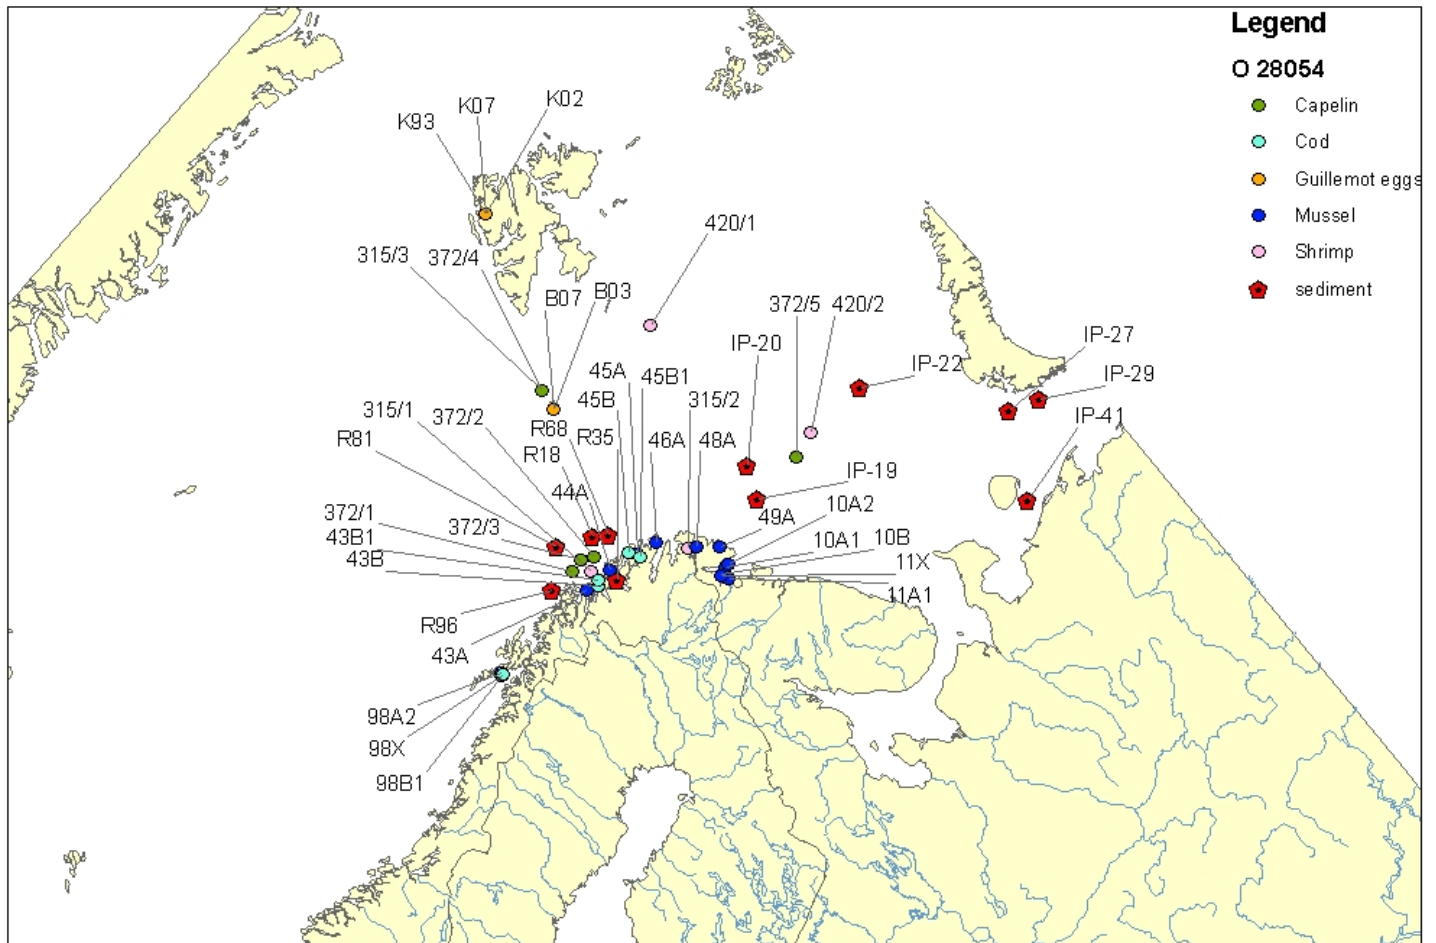 Legend
O 28054
Capelin
Cod
Guillemot eggs
Mussel
Shrimp
sediment
K02
K07
K93
420/1
315/3
372/4
B07
B03
372/5
420/2
IP-27
IP-20
IP-22
IP-29
45A
45B1
45B
315/2
315/1
372/2
IP-41
R68
R81
R35
46A
48A
R18
IP-19
44A
10A2
372/1
372/3
49A
43B1
10A1
10B
43B
11X
11A1
R96
43A
98A2
98X
98B1